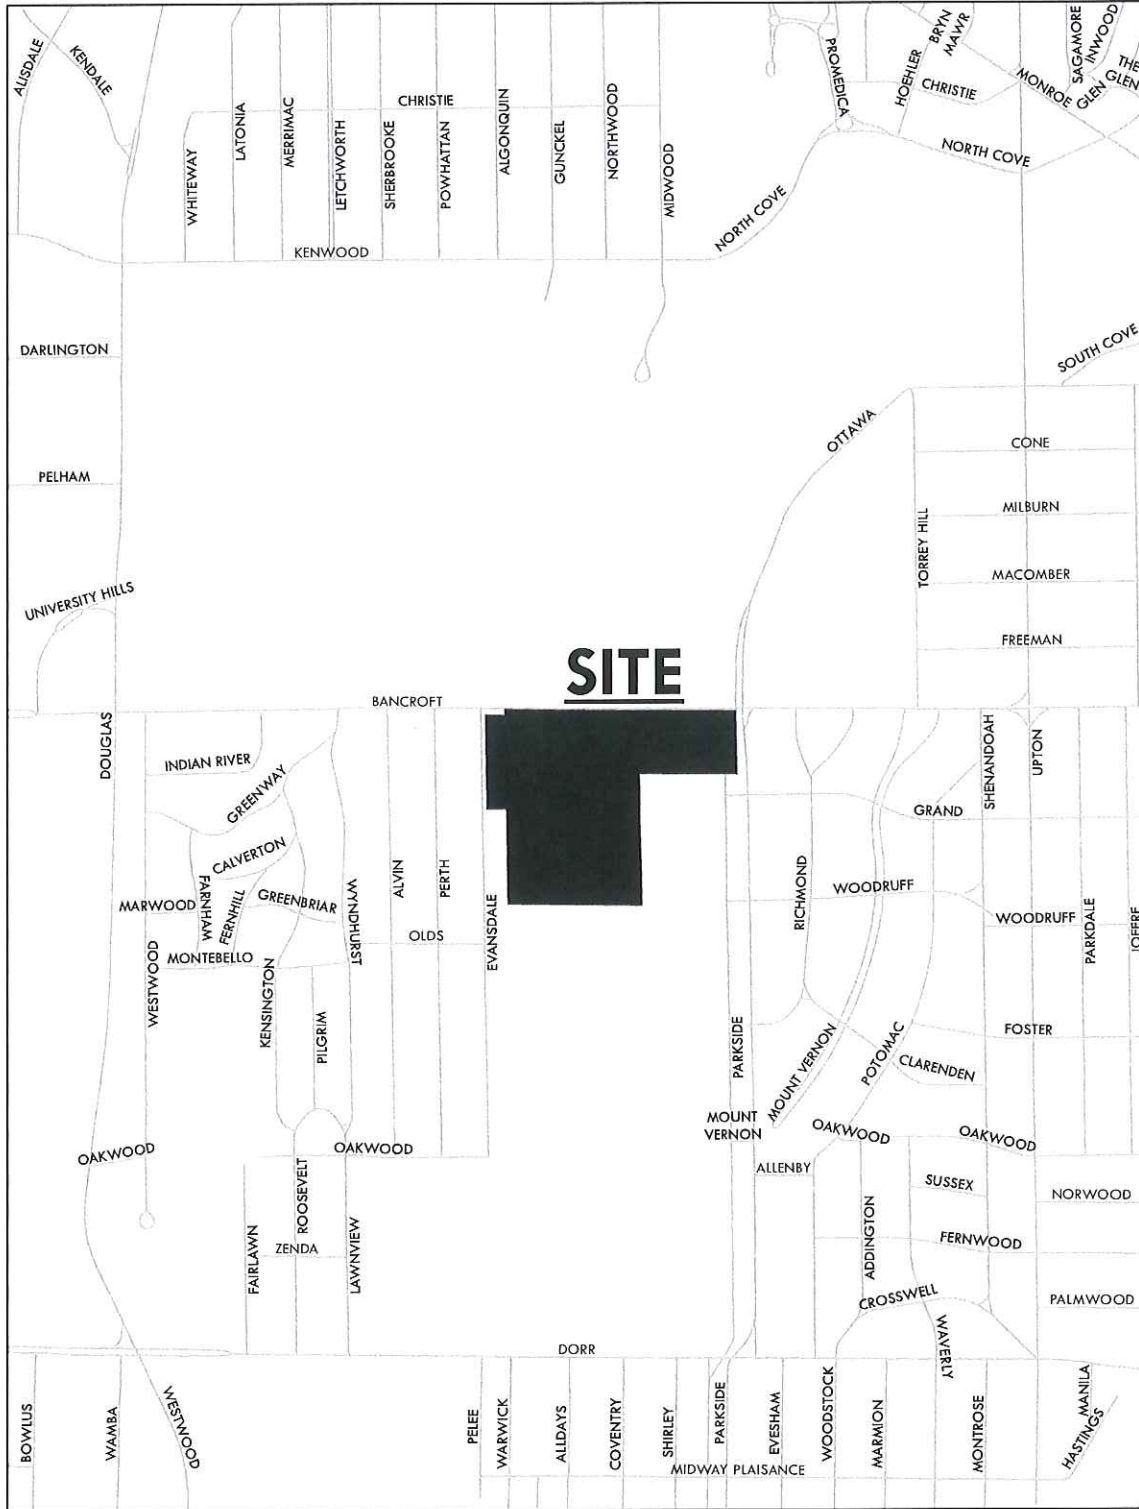 ALISDALE
KENDALE
WHITEWAY
LATONIA
MERRIMAC
LETCHWORTH
SHERBROOKE
CHRISTIE
POWHATTAN
ALGONQUIN
GUNCKEL
NORTHWOOD
MIDWOOD
PROMEDICA
HOEHLER
BRYN
MAWR
CHRISTIE
MONROE
SAGAMORE
INWOOD
GLEN
THE
GLEN
NORTH COVE
NORTH COVE
KENWOOD
DARLINGTON
SOUTH COVE
OTTAWA
CONE
PELHAM
MILBURN
TORREY HILL
MACOMBER
UNIVERSITY HILLS
FREEMAN
SITE
BANCROFT
DOUGLAS
INDIAN RIVER
GREENWAY
CALVERTON
SHENANDOAH
UPTON
GRAND
MARWOOD
FARNHAM
FERNHILL
GREENBRIAR
WYNDHURST
ALVIN
PERTH
EVANSDALE
RICHMOND
WOODRUFF
WOODRUFF
PARKDALE
JOFFRE
OLDS
WESTWOOD
MONTEBELLO
KENSINGTON
PILGRIM
PARKSIDE
MOUNT VERNON
POTOMAC
FOSTER
CLARENDEN
MOUNT
VERNON
OAKWOOD
OAKWOOD
OAKWOOD
OAKWOOD
ROOSEVELT
ALLENBY
SUSSEX
NORWOOD
FAIRLAWN
ZENDA
LAWNVIEW
ADDINGTON
FERNWOOD
CROSSWELL
PALMWOOD
WAVERLY
DORR
BOWLUS
WAMBA
WESTWOOD
PELEE
WARWICK
ALLDAYS
COVENTRY
SHIRLEY
PARKSIDE
EVESHAM
WOODSTOCK
MARMION
MONTROSE
MANILA
HASTINGS
MIDWAY PLAISANCE